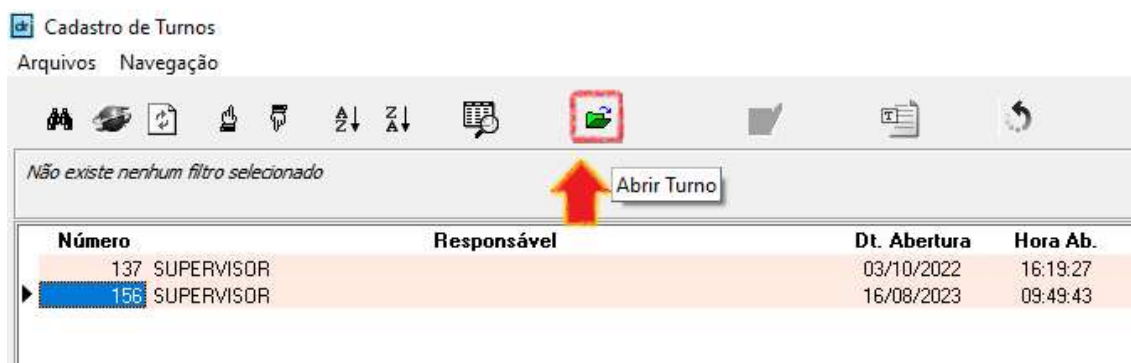 dr Cadastro de Turnos
Arquivos Navegação
A Z Z A T
Não existe nenhum filtro selecionado
Abrir Turno
Número Responsável Dt. Abertura Hora Ab.
137 SUPERVISOR 03/10/2022 16:19:27
156 SUPERVISOR 16/08/2023 09:49:43